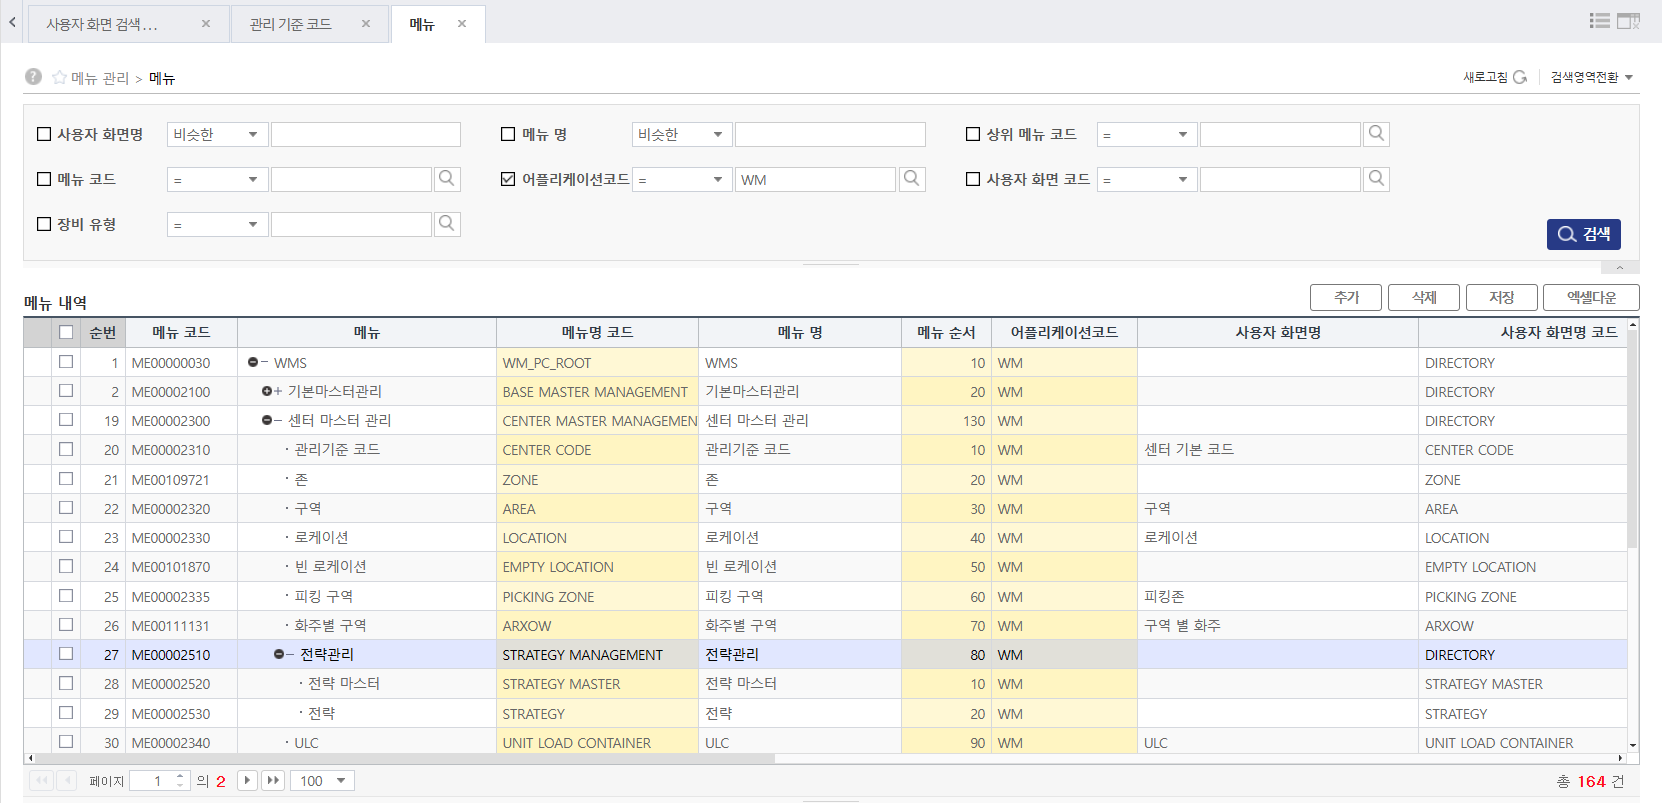 사용자 화면 검색... 관리 기준 코드 메뉴
메뉴 관리 > 메뉴 새로고침 검색영역전환
사용자 화면명 비슷한 메뉴 명 비슷한 상위 메뉴 코드 =
메뉴 코드 = 어플리케이션코드 = WM 사용자 화면 코드 =
장비 유형 =
검색
메뉴 내역 추가 삭제 저장 엑셀다운
순번 메뉴 코드 메뉴 메뉴명 코드 메뉴 명 메뉴 순서 어플리케이션코드 사용자 화면명 사용자 화면명 코드
1 ME00000030 WMS WM_PC_ROOT WMS 10 WM DIRECTORY
2 ME00002100 기본마스터관리 BASE MASTER MANAGEMENT 기본마스터관리 20 WM DIRECTORY
19 ME00002300 센터 마스터 관리 CENTER MASTER MANAGEMEN 센터 마스터 관리 130 WM DIRECTORY
20 ME00002310 관리기준 코드 CENTER CODE 관리기준 코드 10 WM 센터 기본 코드 CENTER CODE
21 ME00109721 존 ZONE 존 20 WM ZONE
22 ME00002320 구역 AREA 구역 30 WM 구역 AREA
23 ME00002330 로케이션 LOCATION 로케이션 40 WM 로케이션 LOCATION
24 ME00101870 빈 로케이션 EMPTY LOCATION 빈 로케이션 50 WM EMPTY LOCATION
25 ME00002335 피킹 구역 PICKING ZONE 피킹 구역 60 WM 피킹존 PICKING ZONE
26 ME00111131 화주별 구역 ARXOW 화주별 구역 70 WM 구역 별 화주 ARXOW
27 ME00002510 전략관리 STRATEGY MANAGEMENT 전략관리 80 WM DIRECTORY
28 ME00002520 전략 마스터 STRATEGY MASTER 전략 마스터 10 WM STRATEGY MASTER
29 ME00002530 전략 STRATEGY 전략 20 WM STRATEGY
30 ME00002340 ULC UNIT LOAD CONTAINER ULC 90 WM ULC UNIT LOAD CONTAINER
페이지 1 의 2 100 총 164 건